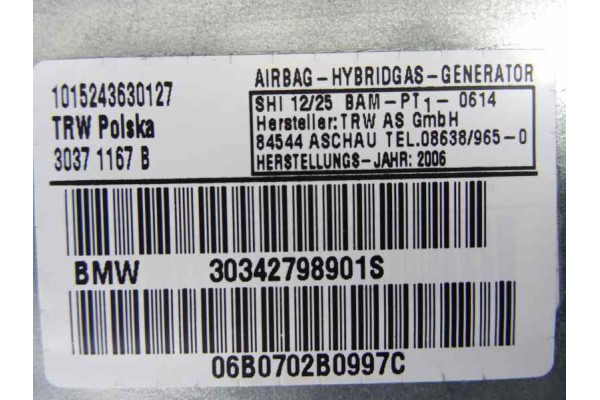 1015243630127
TRW Polska
3037 1167 B
AIRBAG-HYBRIDGAS-GENERATOR
SHI 12/25 BAM-PT1- 0614
Hersteller:TRW AS GmbH
84544 ASCHAU TEL.08638/965-0
HERSTELLUNGS-JAHR: 2006
BMW 30342798901S
06B0702B0997C